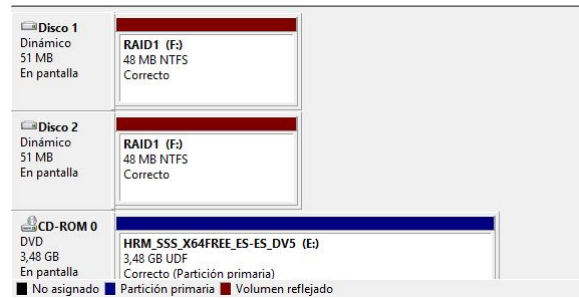 Disco 1
Dinámico
51 MB
En pantalla
RAID1 (F:)
48 MB NTFS
Correcto
Disco 2
Dinámico
51 MB
En pantalla
RAID1 (F:)
48 MB NTFS
Correcto
CD-ROM 0
DVD
3,48 GB
En pantalla
HRM_SSS_X64FREE_ES-ES_DV5 (E:)
3,48 GB UDF
Correcto (Partición primaria)
No asignado Partición primaria Volumen reflejado